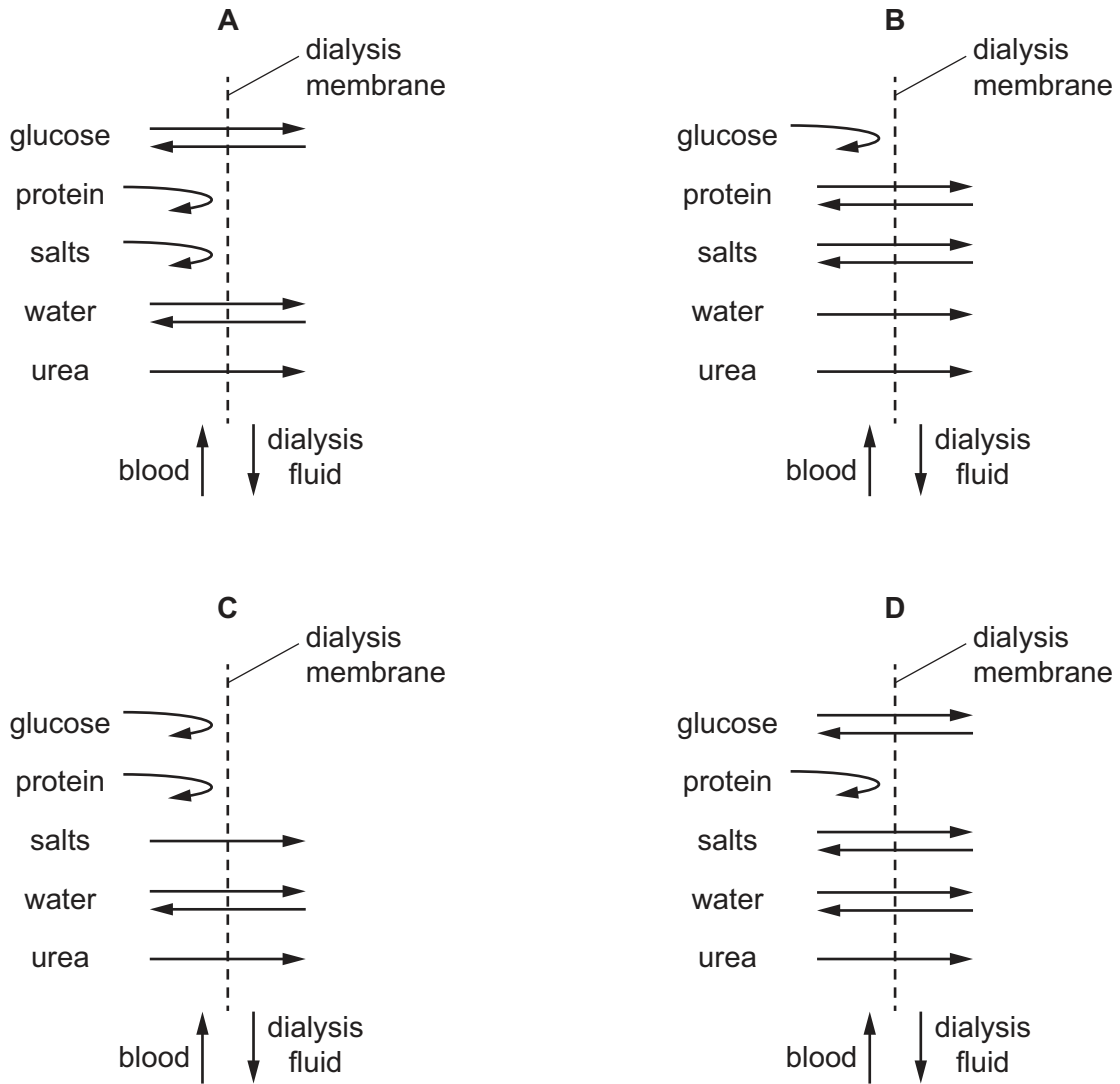 A
dialysis
membrane
glucose
protein
salts
water
urea
blood
dialysis
fluid
B
dialysis
membrane
glucose
protein
salts
water
urea
blood
dialysis
fluid
C
dialysis
membrane
glucose
protein
salts
water
urea
blood
dialysis
fluid
D
dialysis
membrane
glucose
protein
salts
water
urea
blood
dialysis
fluid